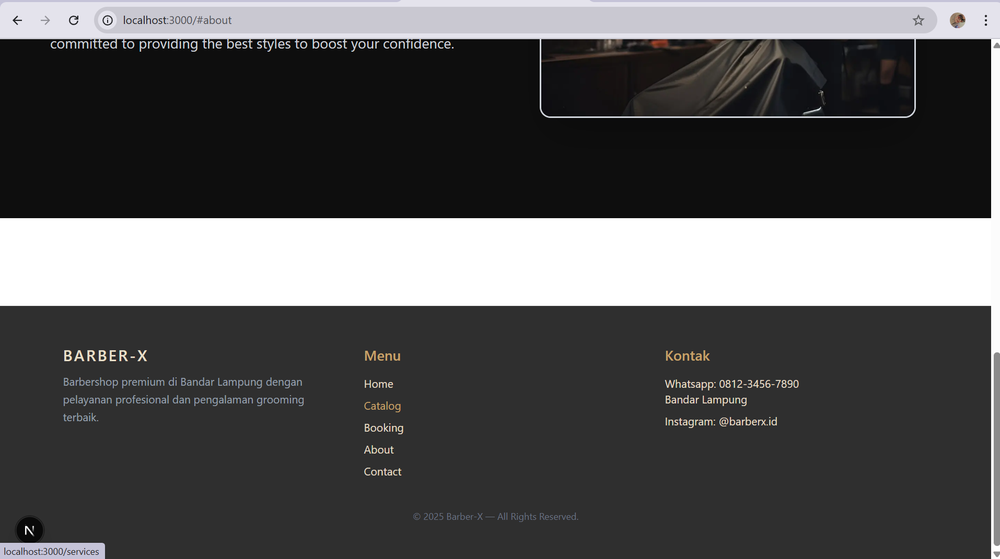 localhost:3000/#about
committed to providing the best styles to boost your confidence.
BARBER-X
Barbershop premium di Bandar Lampung dengan
pelayanan profesional dan pengalaman grooming
terbaik.
Menu
Home
Catalog
Booking
About
Contact
Kontak
Whatsapp: 0812-3456-7890
Bandar Lampung
Instagram: @barberx.id
© 2025 Barber-X — All Rights Reserved.
N
localhost:3000/services